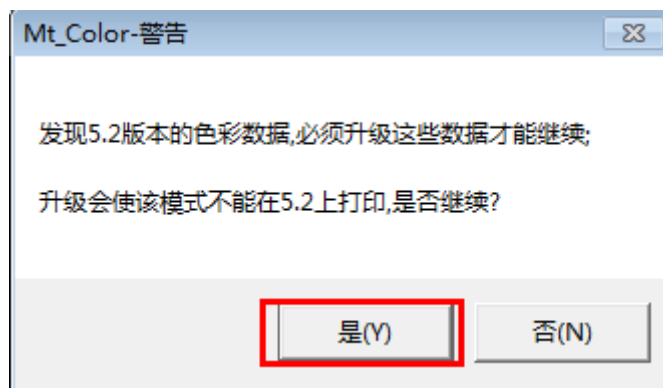 Mt_Color-警告
发现5.2版本的色彩数据,必须升级这些数据才能继续;
升级会使该模式不能在5.2上打印,是否继续?
是(Y)
否(N)